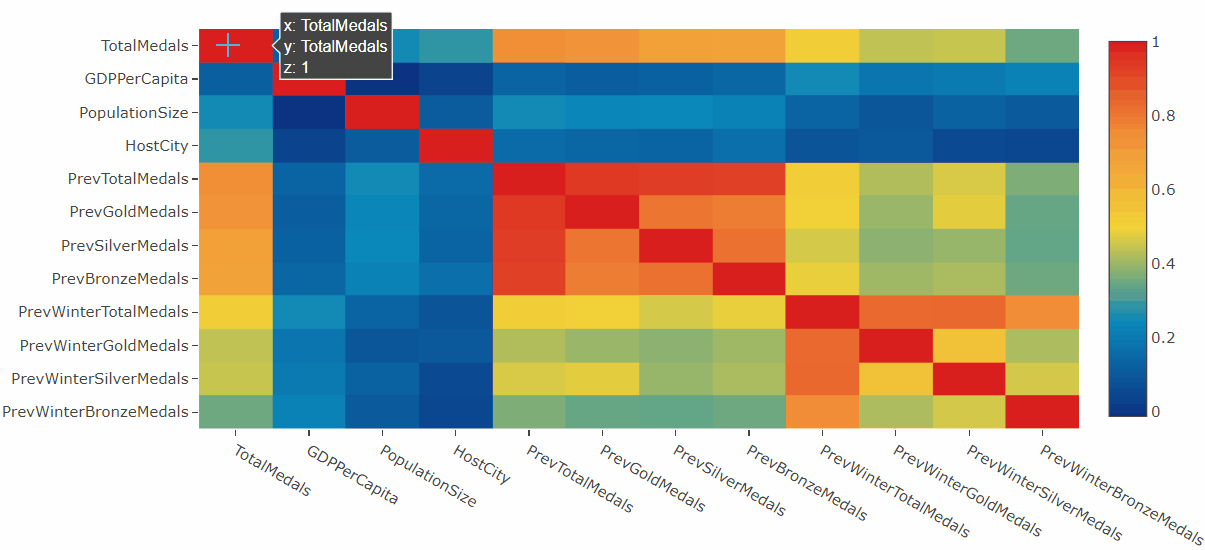 x: TotalMedals
y: TotalMedals
z: 1
TotalMedals
GDPPerCapita
PopulationSize
HostCity
PrevTotalMedals
PrevGoldMedals
PrevSilverMedals
PrevBronzeMedals
PrevWinterTotalMedals
PrevWinterGoldMedals
PrevWinterSilverMedals
PrevWinterBronzeMedals
TotalMedals
GDPPerCapita
PopulationSize
HostCity
PrevTotalMedals
PrevGoldMedals
PrevSilverMedals
PrevBronzeMedals
PrevWinterTotalMedals
PrevWinterGoldMedals
PrevWinterSilverMedals
PrevWinterBronzeMedals
1
0.8
0.6
0.4
0.2
0